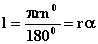 l = πrn⁰ / 180⁰ = rα